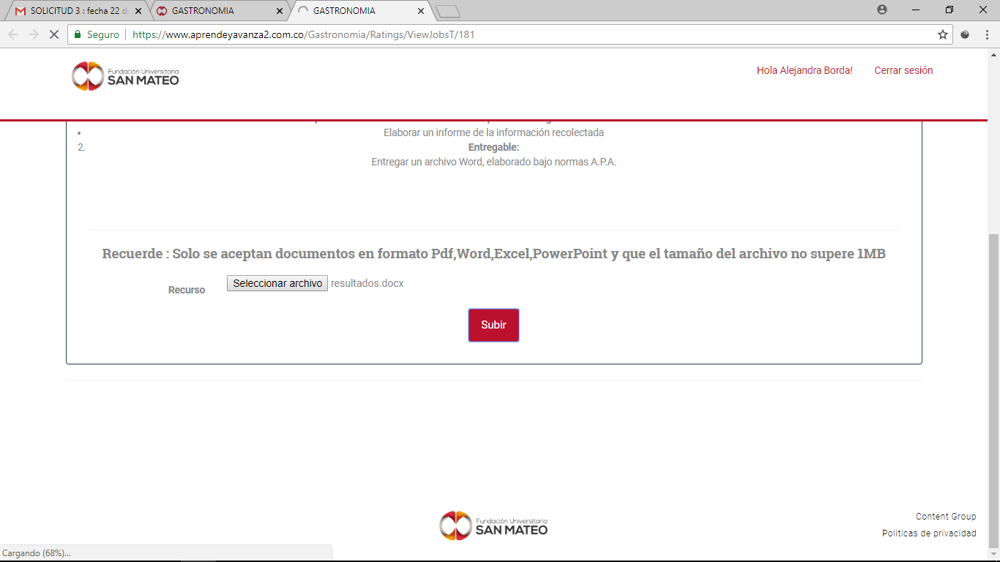 SOLICITUD 3 : fecha 22 d
GASTRONOMIA
GASTRONOMIA
Seguro
https://www.aprendeyavanza2.com.co/Gastronomia/Ratings/ViewJobsT/181
Fundación Universitaria
SAN MATEO
Hola Alejandra Borda!
Cerrar sesión
• Elaborar un informe de la información recolectada
2. Entregable:
Entregar un archivo Word, elaborado bajo normas A.P.A.
Recuerde : Solo se aceptan documentos en formato Pdf,Word,Excel,PowerPoint y que el tamaño del archivo no supere 1MB
Recurso
Seleccionar archivo resultados.docx
Subir
Fundación Universitaria
SAN MATEO
Content Group
Politicas de privacidad
Cargando (68%)...